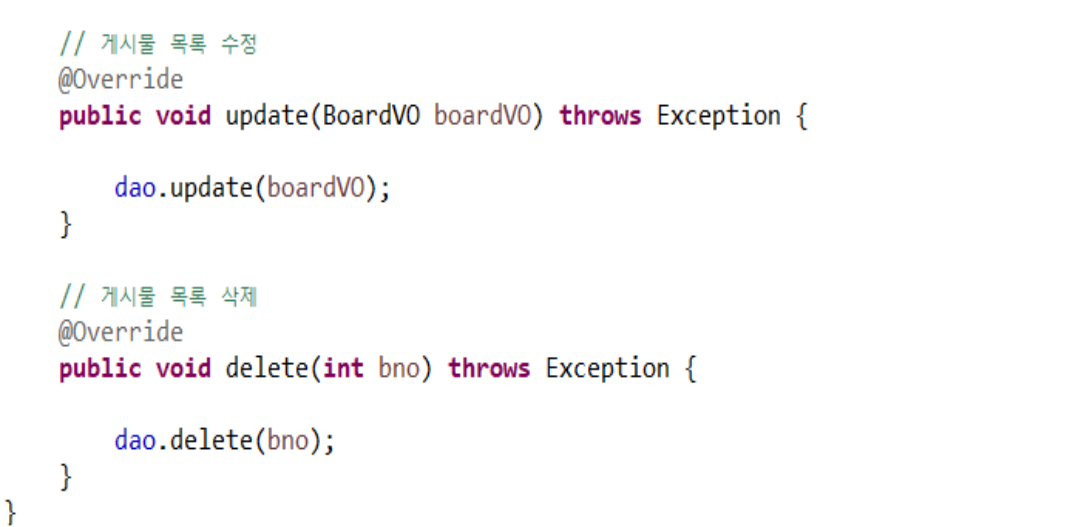 // 게시물 목록 수정
@Override
public void update(BoardVO boardVO) throws Exception {
dao.update(boardVO);
}
// 게시물 목록 삭제
@Override
public void delete(int bno) throws Exception {
dao.delete(bno);
}
}